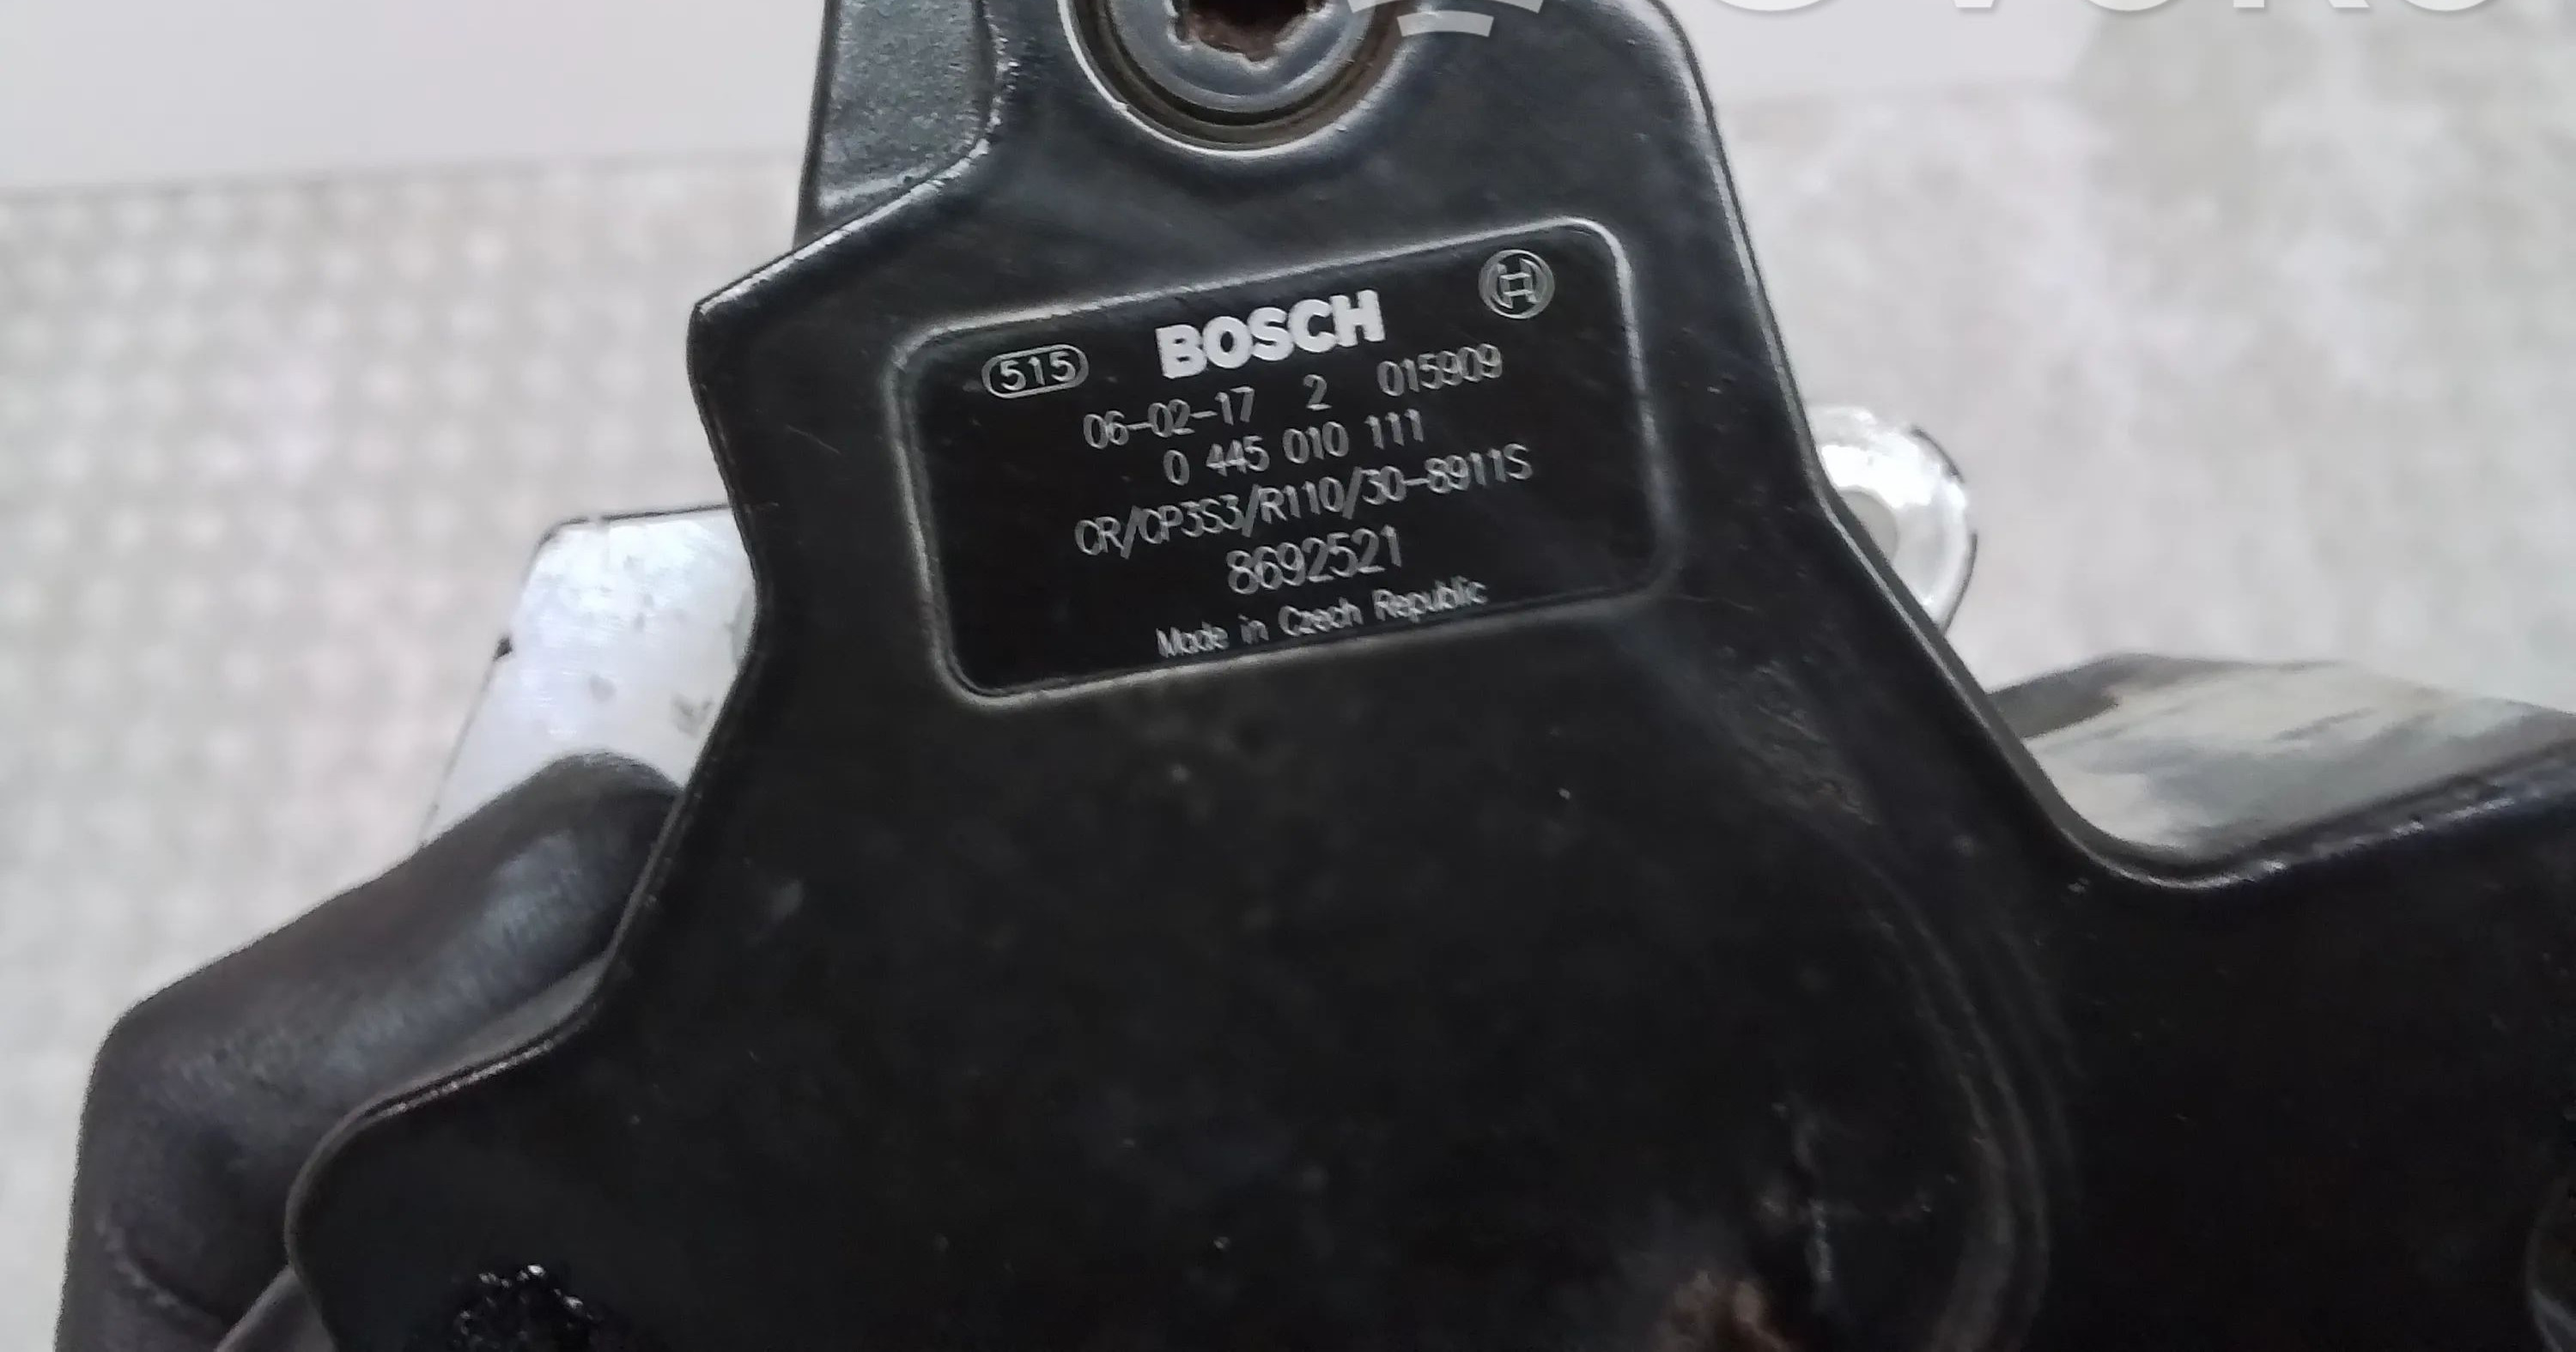 BOSCH
515
06-02-17 2 015909
0 445 010 111
CR/CP3S3/R110/30-8911S
8692521
Made in Czech Republic